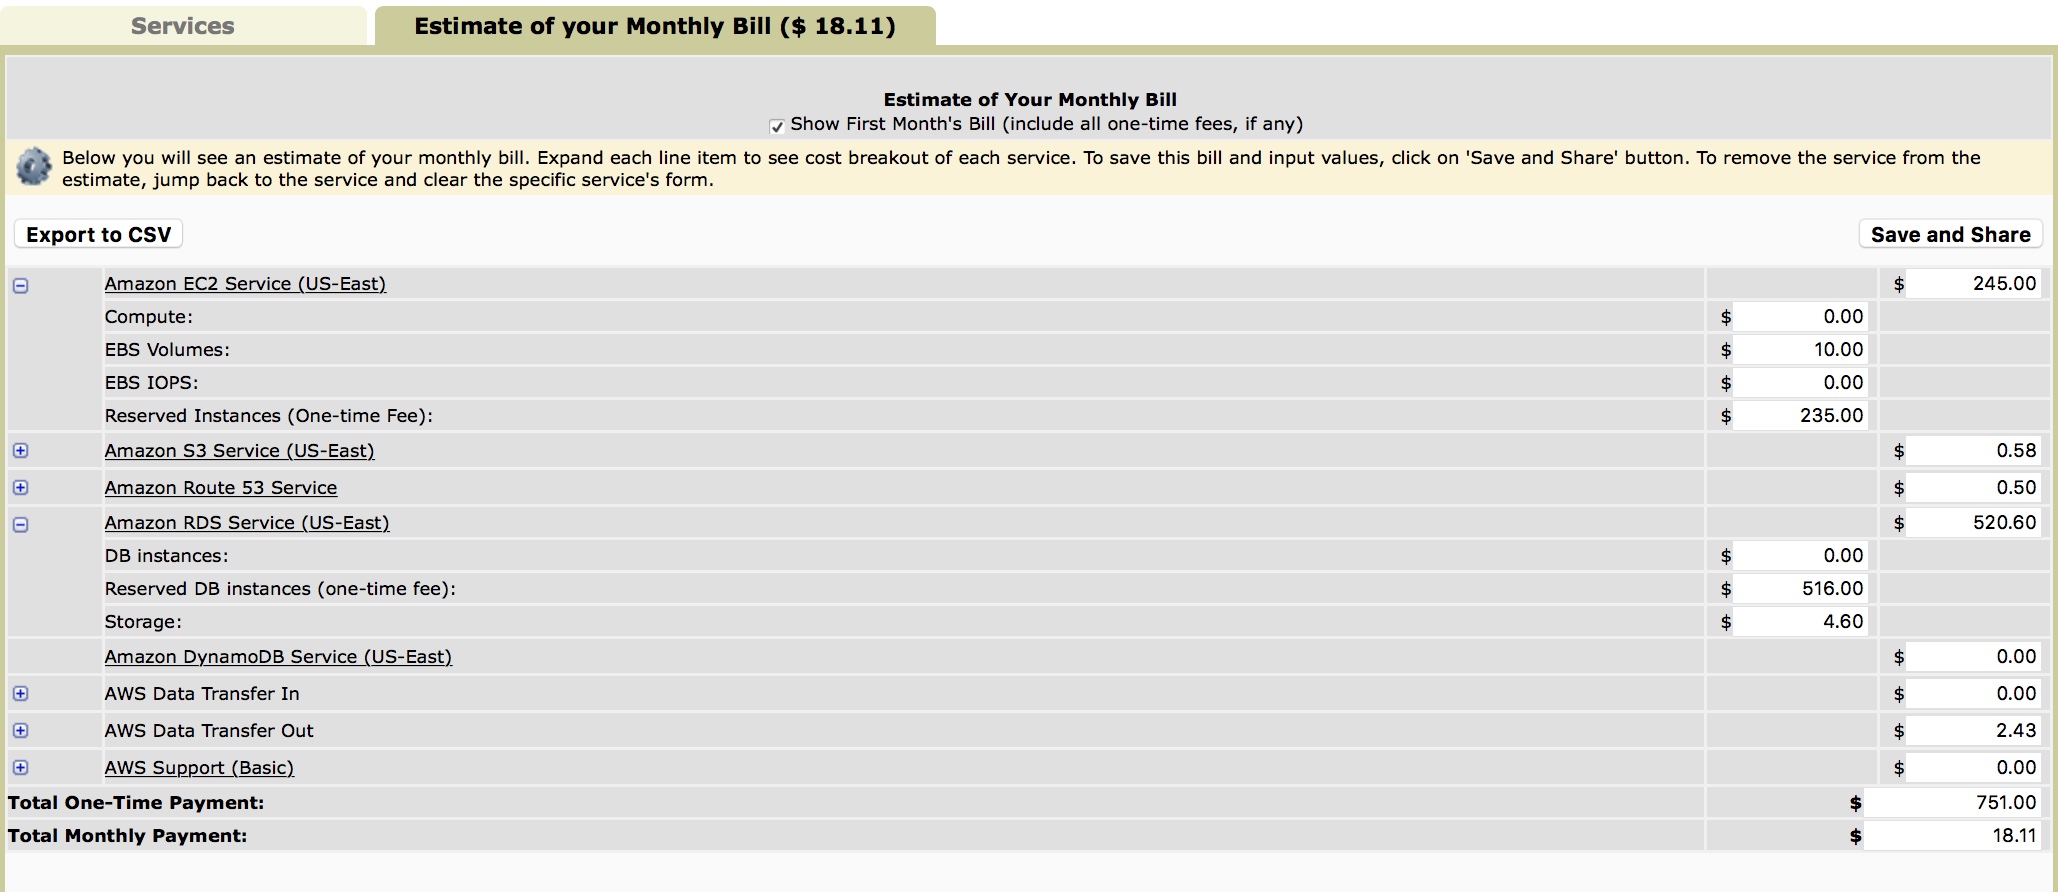 Services
Estimate of your Monthly Bill ($ 18.11)
Estimate of Your Monthly Bill
Show First Month's Bill (include all one-time fees, if any)
Below you will see an estimate of your monthly bill. Expand each line item to see cost breakout of each service. To save this bill and input values, click on 'Save and Share' button. To remove the service from the
estimate, jump back to the service and clear the specific service's form.
Export to CSV
Save and Share
Amazon EC2 Service (US-East) $ 245.00
Compute: $ 0.00
EBS Volumes: $ 10.00
EBS IOPS: $ 0.00
Reserved Instances (One-time Fee): $ 235.00
Amazon S3 Service (US-East) $ 0.58
Amazon Route 53 Service $ 0.50
Amazon RDS Service (US-East) $ 520.60
DB instances: $ 0.00
Reserved DB instances (one-time fee): $ 516.00
Storage: $ 4.60
Amazon DynamoDB Service (US-East) $ 0.00
AWS Data Transfer In $ 0.00
AWS Data Transfer Out $ 2.43
AWS Support (Basic) $ 0.00
Total One-Time Payment: $ 751.00
Total Monthly Payment: $ 18.11